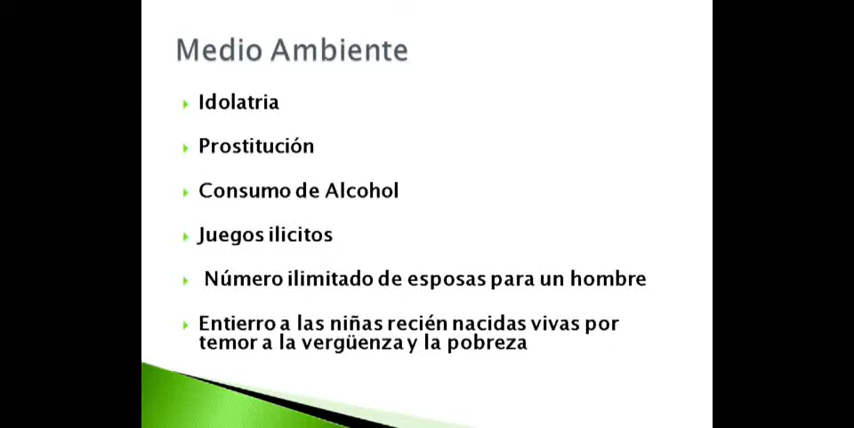 Medio Ambiente
Idolatria
Prostitución
Consumo de Alcohol
Juegos ilicitos
Número ilimitado de esposas para un hombre
Entierro a las niñas recién nacidas vivas por
temor a la vergüenza y la pobreza